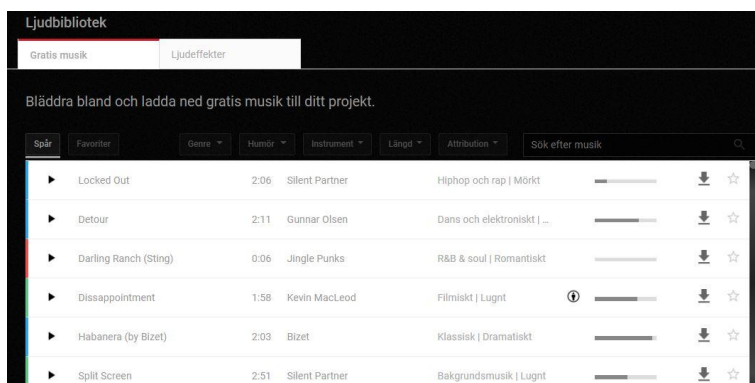 Ljudbibliotek
Gratis musik Ljudeffekter
Bläddra bland och ladda ned gratis musik till ditt projekt.
Spår Favoriter Genre Humör Instrument Längd Attribution Sök efter musik
Locked Out 2:06 Silent Partner Hiphop och rap | Mörkt
Detour 2:11 Gunnar Olsen Dans och elektroniskt | ...
Darling Ranch (Sting) 0:06 Jingle Punks R&B & soul | Romantiskt
Dissappointment 1:58 Kevin MacLeod Filmiskt | Lugnt
Habanera (by Bizet) 2:03 Bizet Klassisk | Dramatiskt
Split Screen 2:51 Silent Partner Bakgrundsmusik | Lugnt